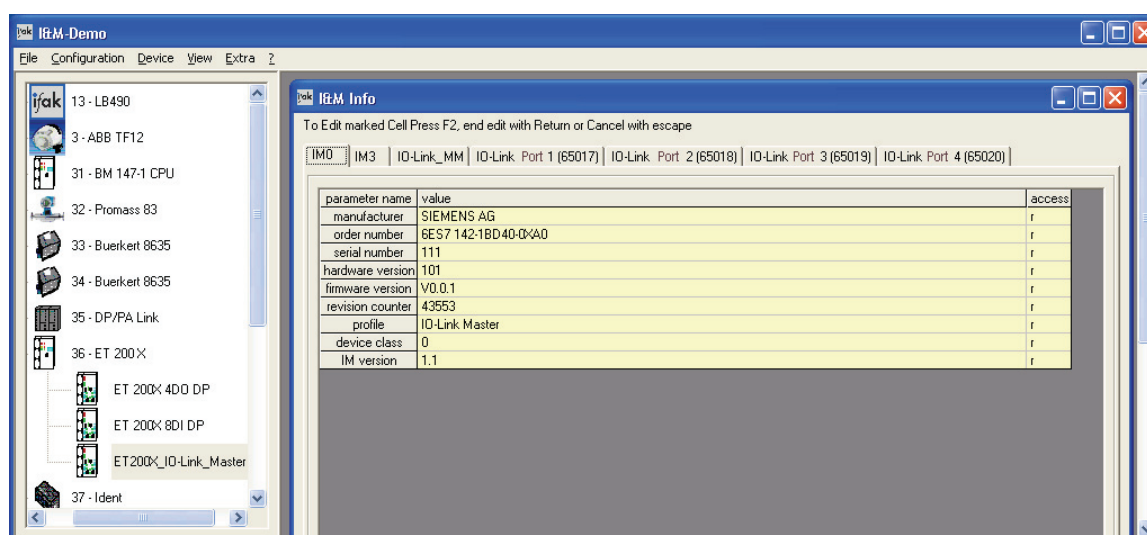 I&M-Demo
File Configuration Device View Extra ?
ifak 13 - LB490
3 - ABB TF12
31 - BM 147-1 CPU
32 - Promass 83
33 - Buerkert 8635
34 - Buerkert 8635
35 - DP/PA Link
36 - ET 200X
ET 200X 4DO DP
ET 200X 8DI DP
ET200X_IO-Link_Master
37 - Ident
I&M Info
To Edit marked Cell Press F2, end edit with Return or Cancel with escape
IM0 IM3 IO-Link_MM IO-Link Port 1 (65017) IO-Link Port 2 (65018) IO-Link Port 3 (65019) IO-Link Port 4 (65020)
parameter name value access
manufacturer SIEMENS AG r
order number 6ES7 142-1BD40-0XA0 r
serial number 111 r
hardware version 101 r
firmware version V0.0.1 r
revision counter 43553 r
profile IO-Link Master r
device class 0 r
IM version 1.1 r